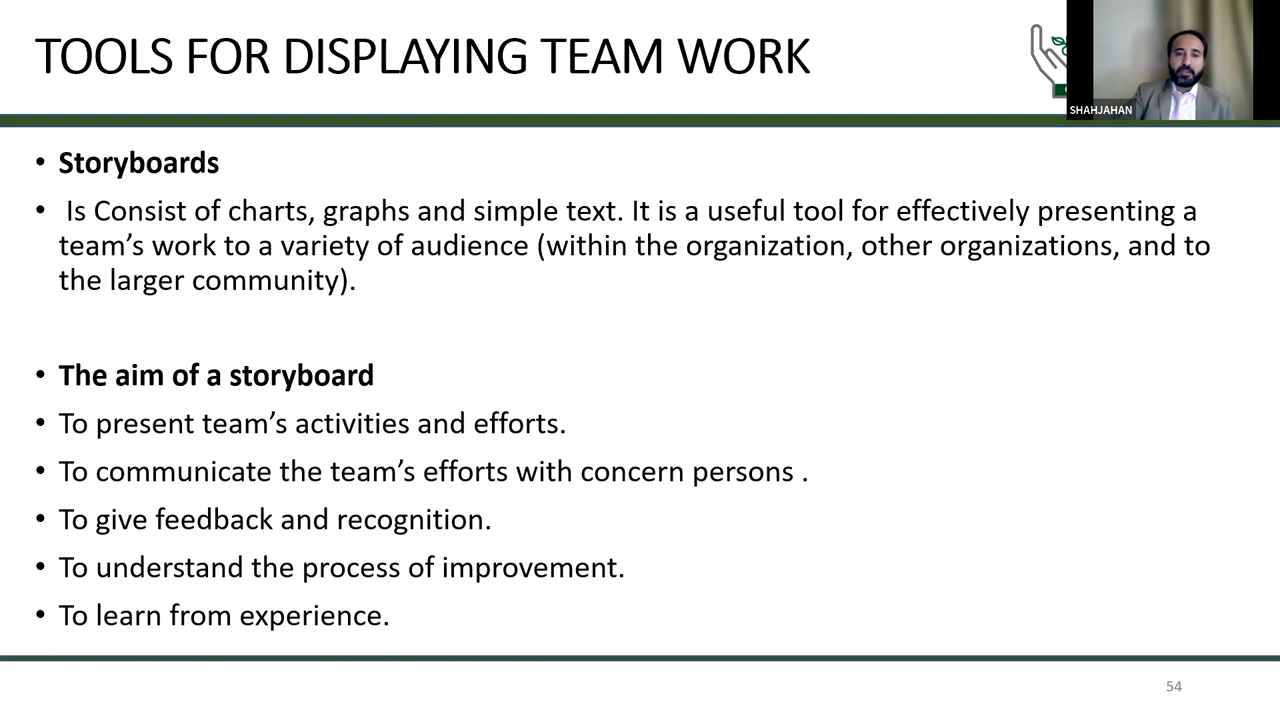 TOOLS FOR DISPLAYING TEAM WORK
SHAHJAHAN
• Storyboards
• Is Consist of charts, graphs and simple text. It is a useful tool for effectively presenting a
team’s work to a variety of audience (within the organization, other organizations, and to
the larger community).
• The aim of a storyboard
• To present team’s activities and efforts.
• To communicate the team’s efforts with concern persons .
• To give feedback and recognition.
• To understand the process of improvement.
• To learn from experience.
54